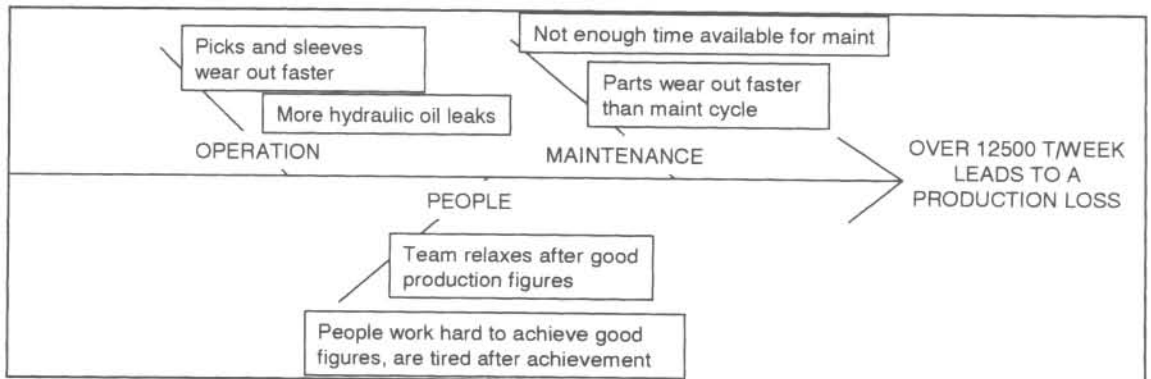 Picks and sleeves
wear out faster
More hydraulic oil leaks
OPERATION
Not enough time available for maint
Parts wear out faster
than maint cycle
MAINTENANCE
OVER 12500 T/WEEK
LEADS TO A
PRODUCTION LOSS
PEOPLE
Team relaxes after good
production figures
People work hard to achieve good
figures, are tired after achievement